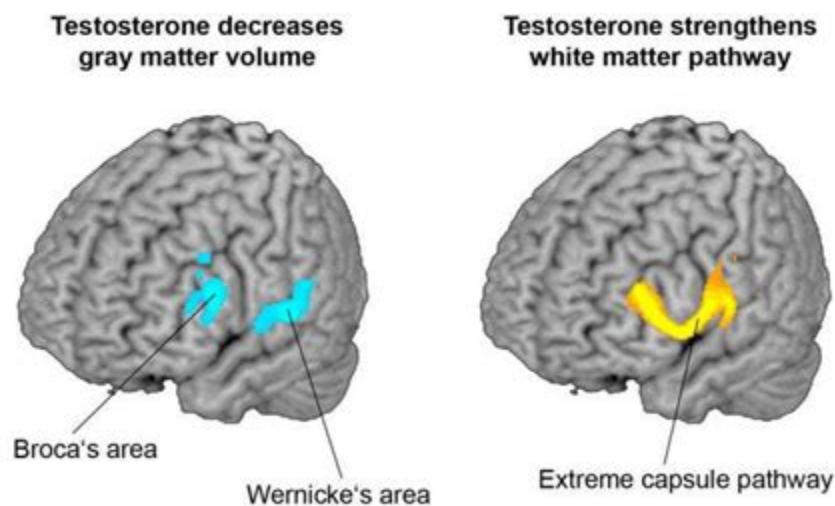 Testosterone decreases
gray matter volume
Testosterone strengthens
white matter pathway
Broca‘s area
Wernicke‘s area
Extreme capsule pathway